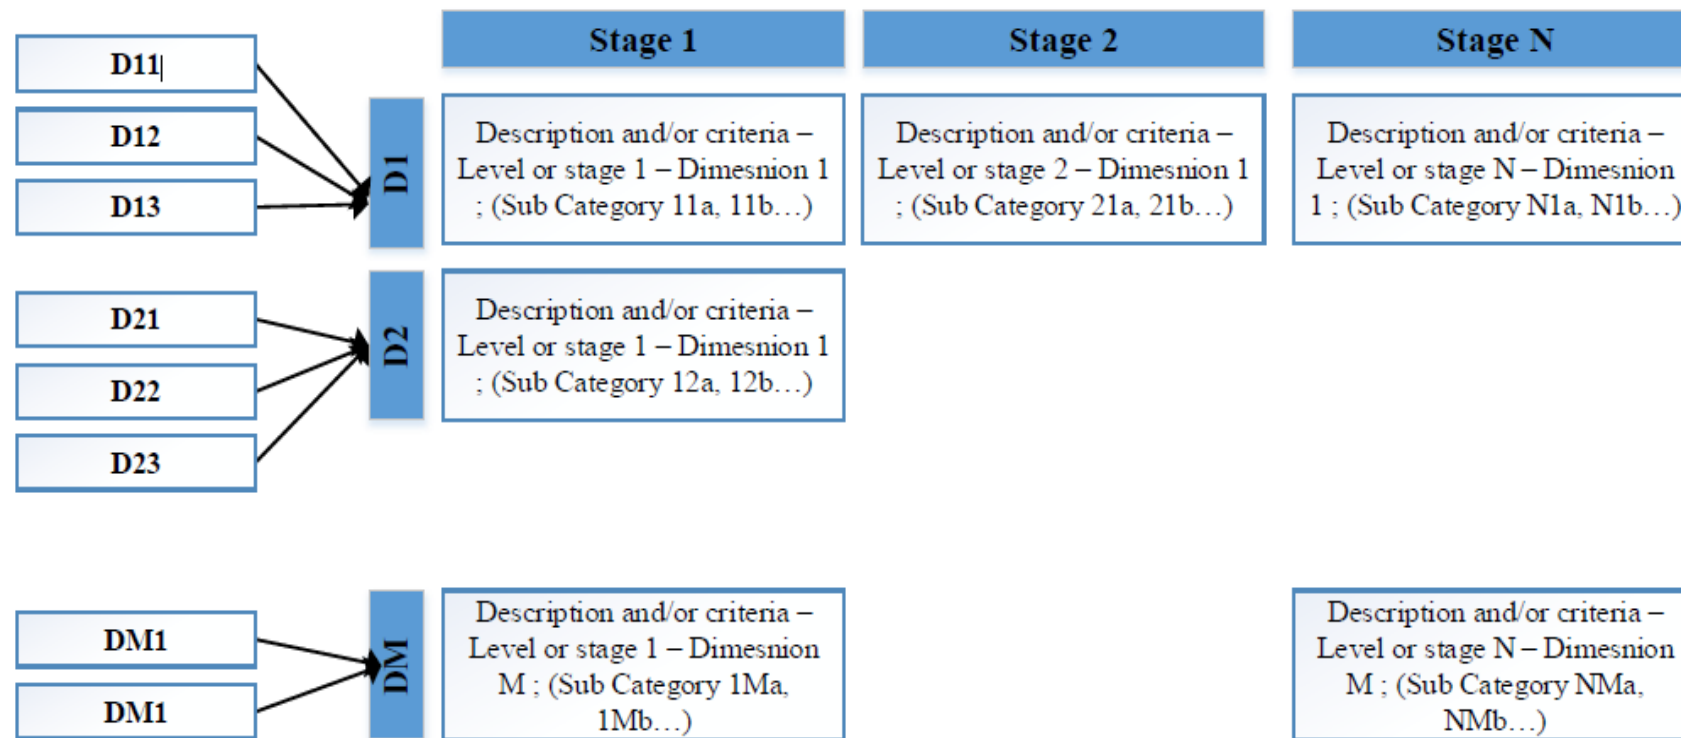 Stage 1
Stage 2
Stage N
D11
D12
D13
D1
Description and/or criteria –
Level or stage 1 – Dimesnion 1
; (Sub Category 11a, 11b…)
Description and/or criteria –
Level or stage 2 – Dimesnion 1
; (Sub Category 21a, 21b…)
Description and/or criteria –
Level or stage N – Dimesnion
1 ; (Sub Category N1a, N1b…)
D21
D22
D23
D2
Description and/or criteria –
Level or stage 1 – Dimesnion 1
; (Sub Category 12a, 12b…)
DM1
DM1
DM
Description and/or criteria –
Level or stage 1 – Dimesnion
M ; (Sub Category 1Ma,
1Mb…)
Description and/or criteria –
Level or stage N – Dimesnion
M ; (Sub Category NMa,
NMb…)